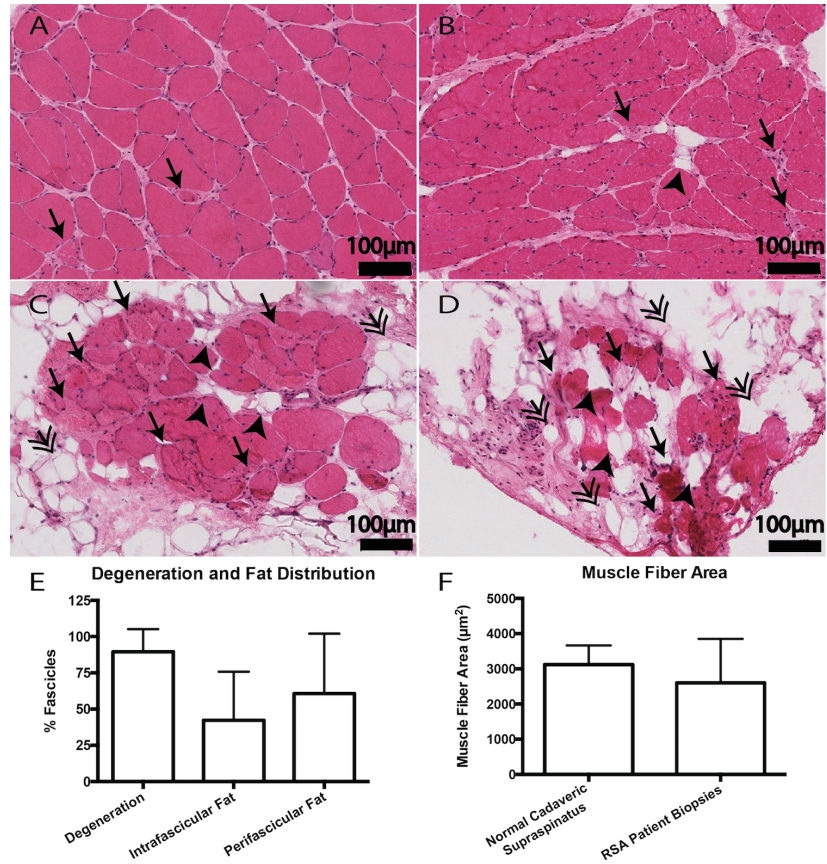 A
100µm
B
100µm
C
100µm
D
100µm
E
Degeneration and Fat Distribution
% Fascicles
125
100
75
50
25
0
Degeneration
Intrafascicular Fat
Perifascicular Fat
F
Muscle Fiber Area
Muscle Fiber Area (µm²)
5000
4000
3000
2000
1000
0
Normal Cadaveric
Supraspinatus
RSA Patient Biopsies